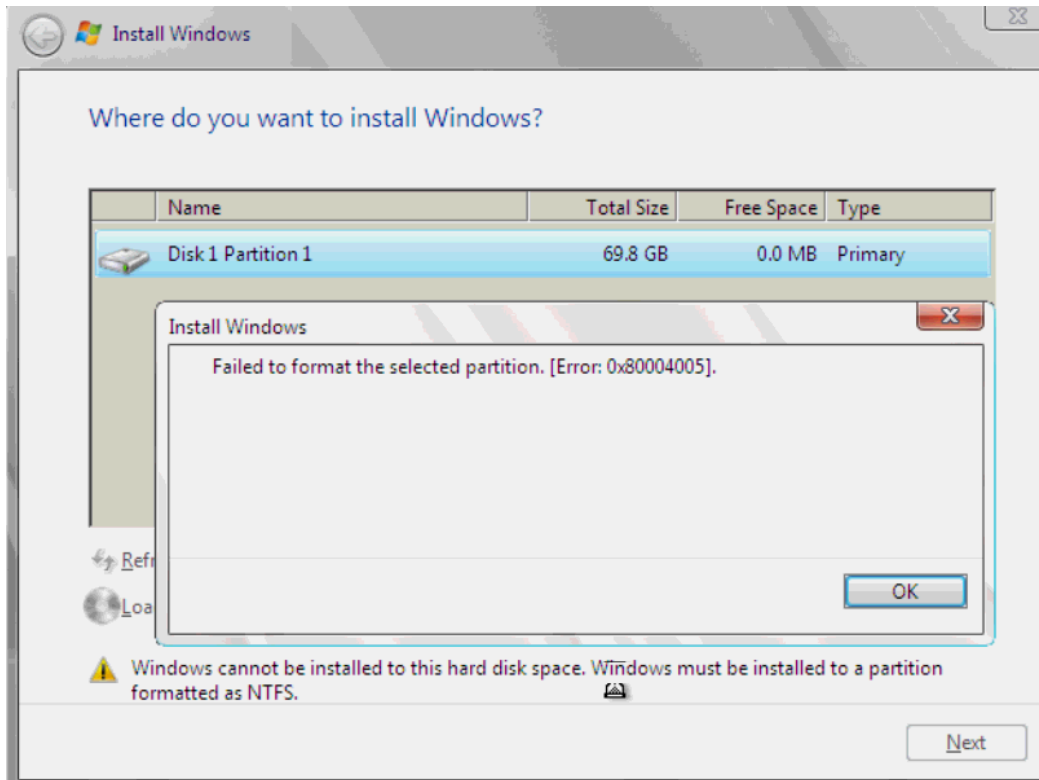 Install Windows
Where do you want to install Windows?
Name Total Size Free Space Type
Disk 1 Partition 1 69.8 GB 0.0 MB Primary
Install Windows
Failed to format the selected partition. [Error: 0x80004005].
Refr
OK
Loa
Windows cannot be installed to this hard disk space. Windows must be installed to a partition
formatted as NTFS.
Next